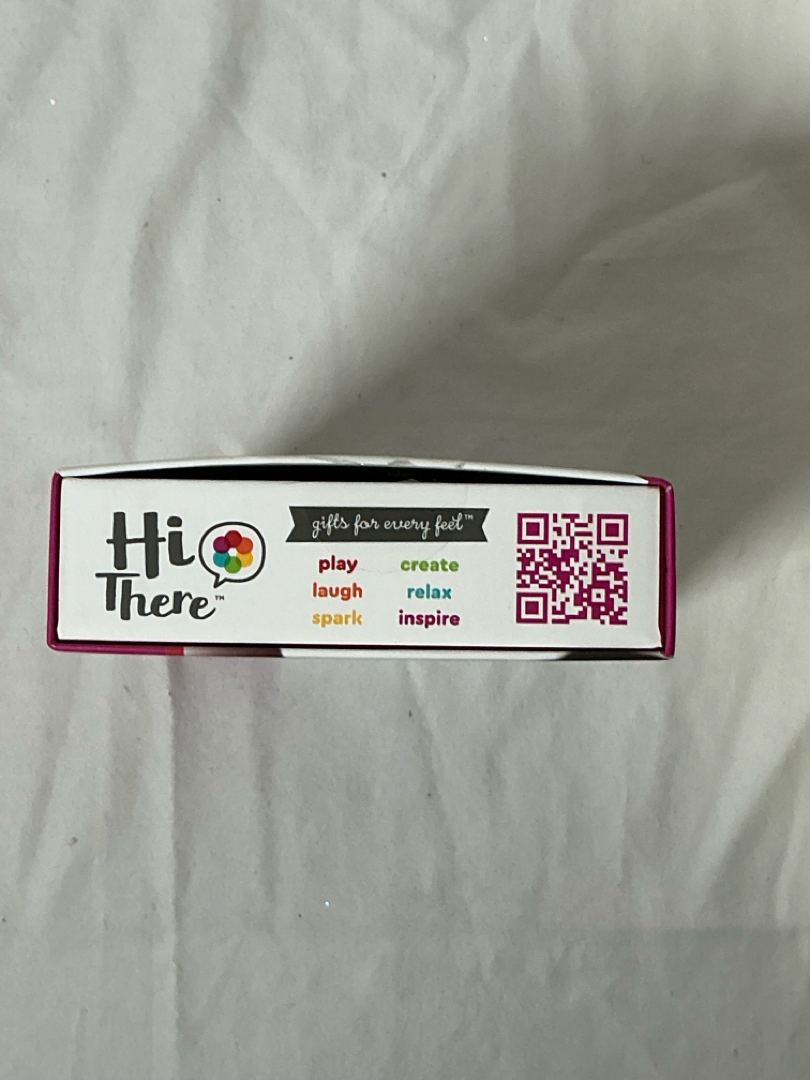 Hi
There™
gifts for every feel™
play create
laugh relax
spark inspire